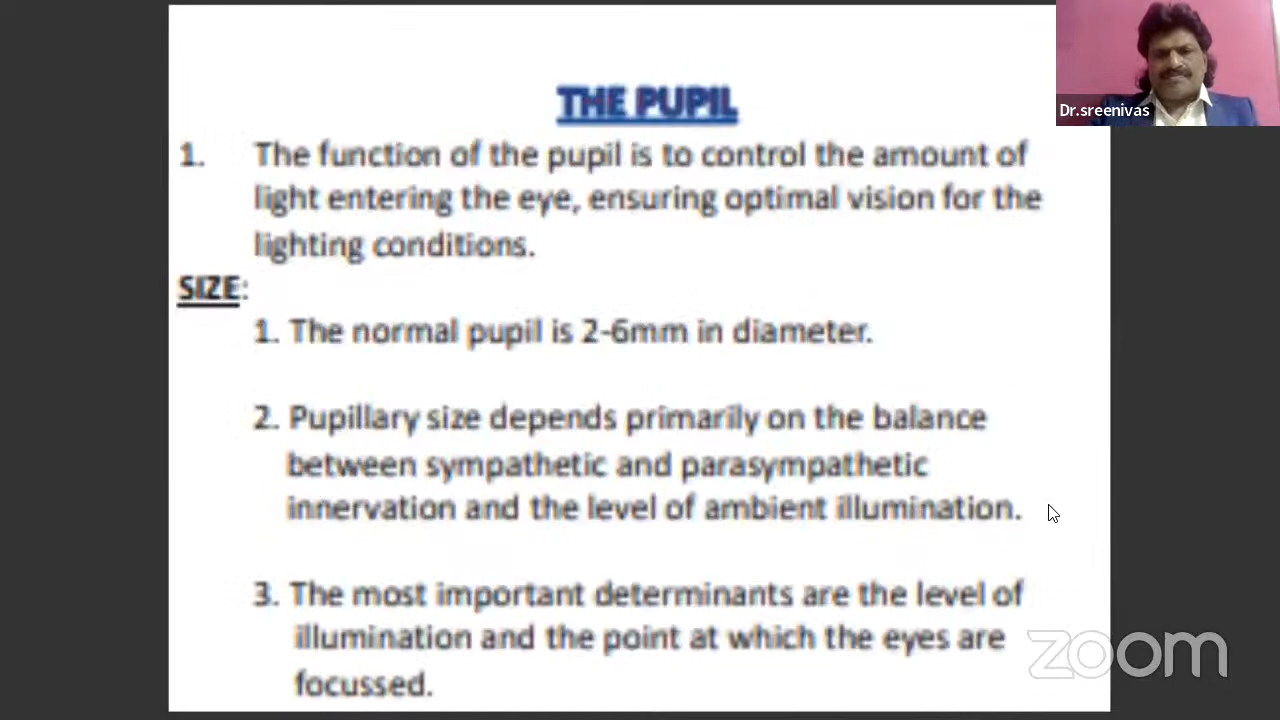 THE PUPIL
1. The function of the pupil is to control the amount of
light entering the eye, ensuring optimal vision for the
lighting conditions.
SIZE:
1. The normal pupil is 2-6mm in diameter.
2. Pupillary size depends primarily on the balance
between sympathetic and parasympathetic
innervation and the level of ambient illumination.
3. The most important determinants are the level of
illumination and the point at which the eyes are
focussed.
Dr.sreenivas
zoom